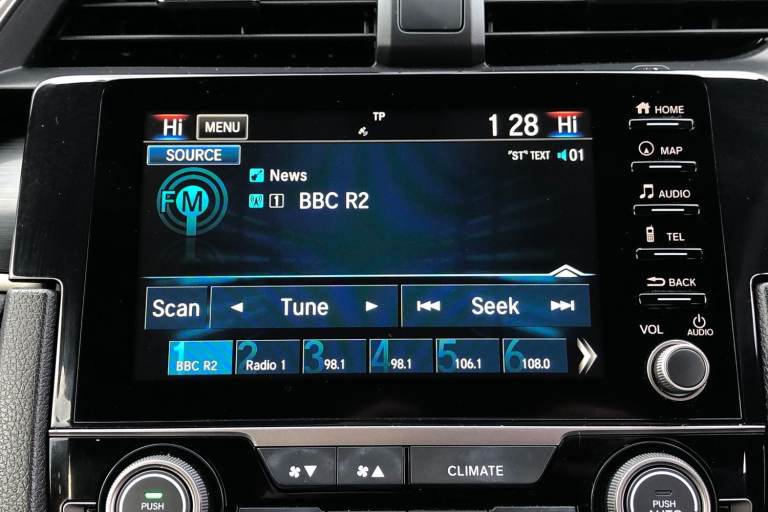 Hi MENU TP 1 28 Hi
SOURCE "ST" TEXT 01
FM
News
1 BBC R2
Scan Tune Seek
1 BBC R2
2 Radio 1
3 98.1
4 98.1
5 106.1
6 108.0
HOME
MAP
AUDIO
TEL
BACK
VOL
AUDIO
CLIMATE
PUSH
PUSH
AUTO